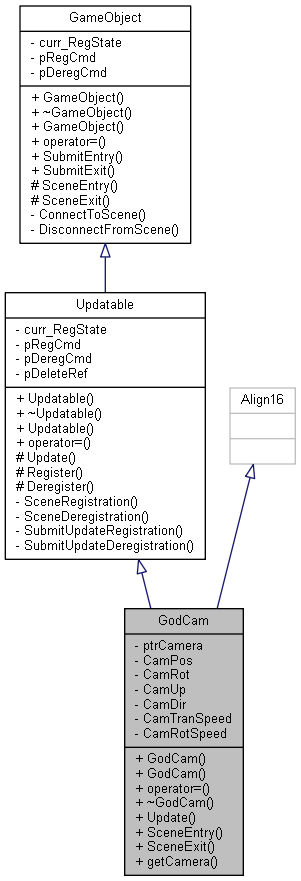 GameObject
- curr_RegState
- pRegCmd
- pDeregCmd
+ GameObject()
+ ~GameObject()
+ GameObject()
+ operator=()
+ SubmitEntry()
+ SubmitExit()
# SceneEntry()
# SceneExit()
- ConnectToScene()
- DisconnectFromScene()
Updatable
- curr_RegState
- pRegCmd
- pDeregCmd
- pDeleteRef
+ Updatable()
+ ~Updatable()
+ Updatable()
+ operator=()
# Update()
# Register()
# Deregister()
- SceneRegistration()
- SceneDeregistration()
- SubmitUpdateRegistration()
- SubmitUpdateDeregistration()
Align16
GodCam
- ptrCamera
- CamPos
- CamRot
- CamUp
- CamDir
- CamTranSpeed
- CamRotSpeed
+ GodCam()
+ GodCam()
+ operator=()
+ ~GodCam()
+ Update()
+ SceneEntry()
+ SceneExit()
+ getCamera()